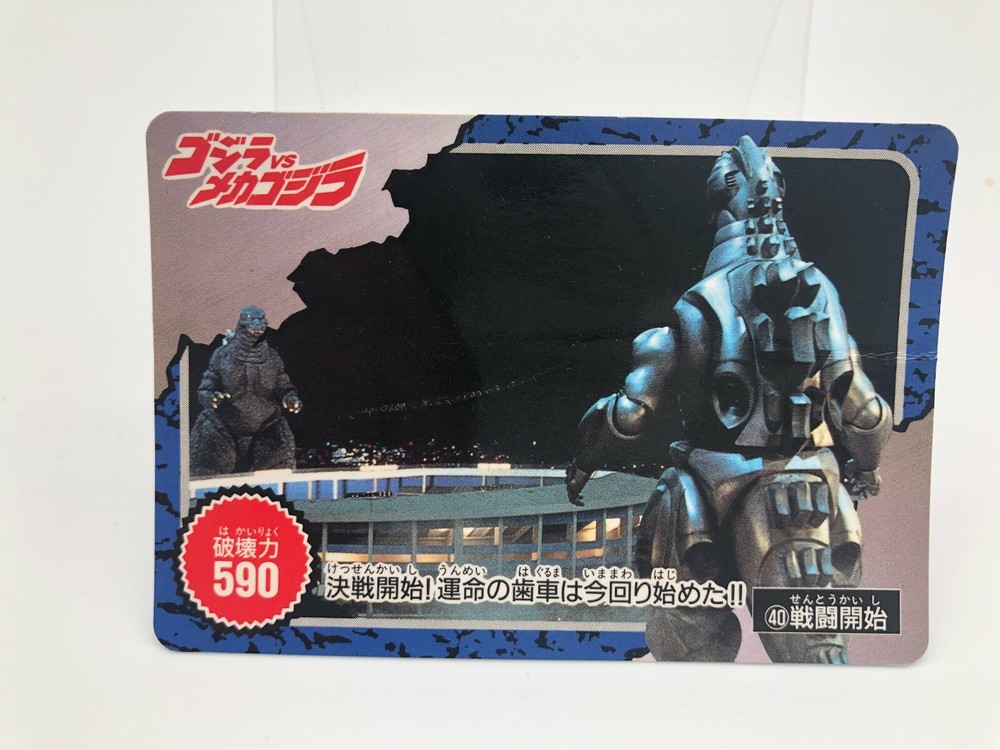 ゴジラVS
メカゴジラ
はかいりょく
破壊力
590
けっせんかいし うんめい はぐるま いままわ はじ
決戦開始!運命の歯車は今回り始めた!!
せんとうかいし
㊵戦闘開始